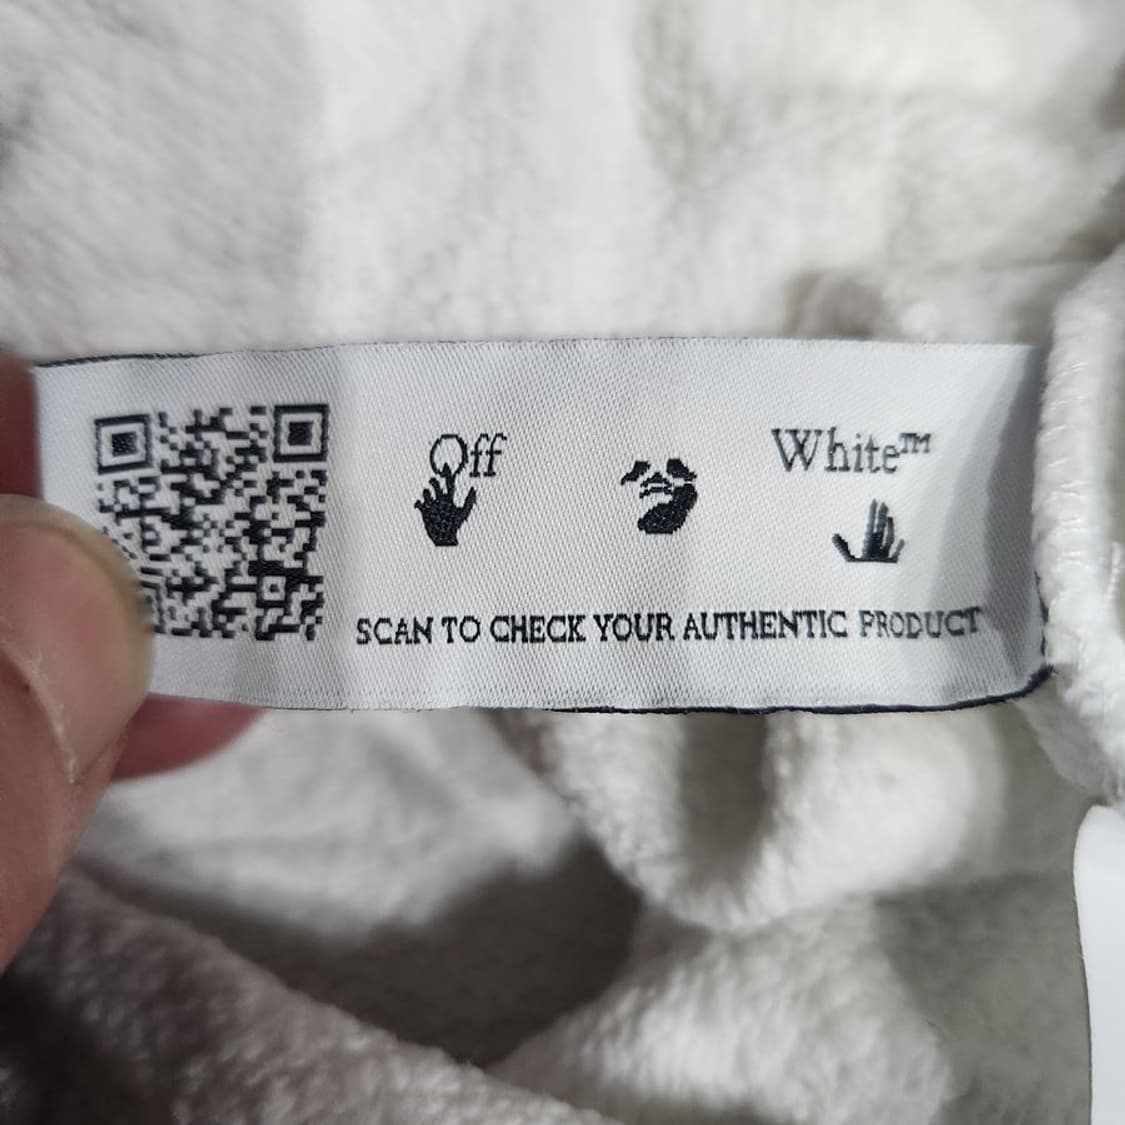 Off White™
SCAN TO CHECK YOUR AUTHENTIC PRODUCT